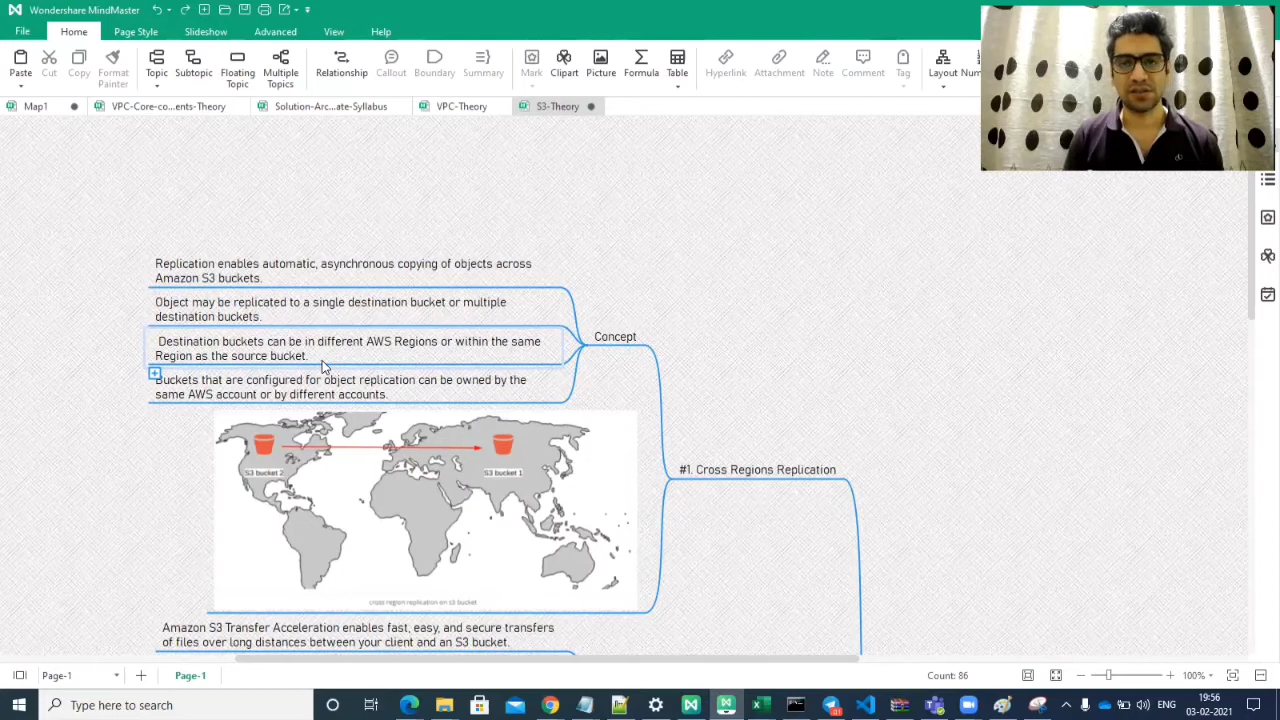 Wondershare MindMaster
File
Home
Page Style
Slideshow
Advanced
View
Help
Paste
Cut
Copy
Format
Painter
Topic
Subtopic
Floating
Topic
Multiple
Topics
Relationship
Callout
Boundary
Summary
Mark
Clipart
Picture
Formula
Table
Hyperlink
Attachment
Note
Comment
Tag
Layout
Map1
VPC-Core-co...ents-Theory
Solution-Arc...ate-Syllabus
VPC-Theory
S3-Theory
Replication enables automatic, asynchronous copying of objects across
Amazon S3 buckets.
Object may be replicated to a single destination bucket or multiple
destination buckets.
Destination buckets can be in different AWS Regions or within the same
Region as the source bucket.
Buckets that are configured for object replication can be owned by the
same AWS account or by different accounts.
Concept
S3 bucket 2
S3 bucket 1
cross region replication on s3 bucket
#1. Cross Regions Replication
Amazon S3 Transfer Acceleration enables fast, easy, and secure transfers
of files over long distances between your client and an S3 bucket.
Page-1
Page-1
Count: 86
100%
Type here to search
ENG
19:56
03-02-2021